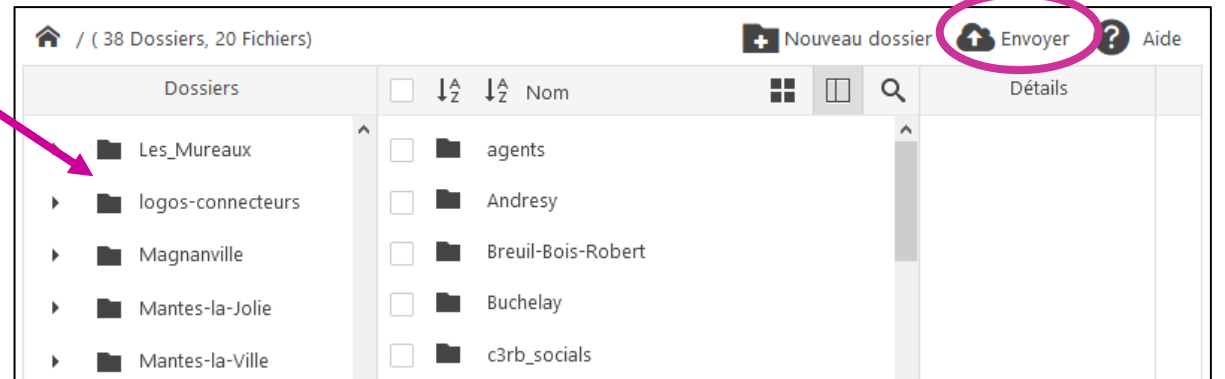 / ( 38 Dossiers, 20 Fichiers) Nouveau dossier Envoyer ? Aide
Dossiers A Z A Z Nom Détails
Les_Mureaux agents
logos-connecteurs Andresy
Magnanville Breuil-Bois-Robert
Mantes-la-Jolie Buchelay
Mantes-la-Ville c3rb_socials